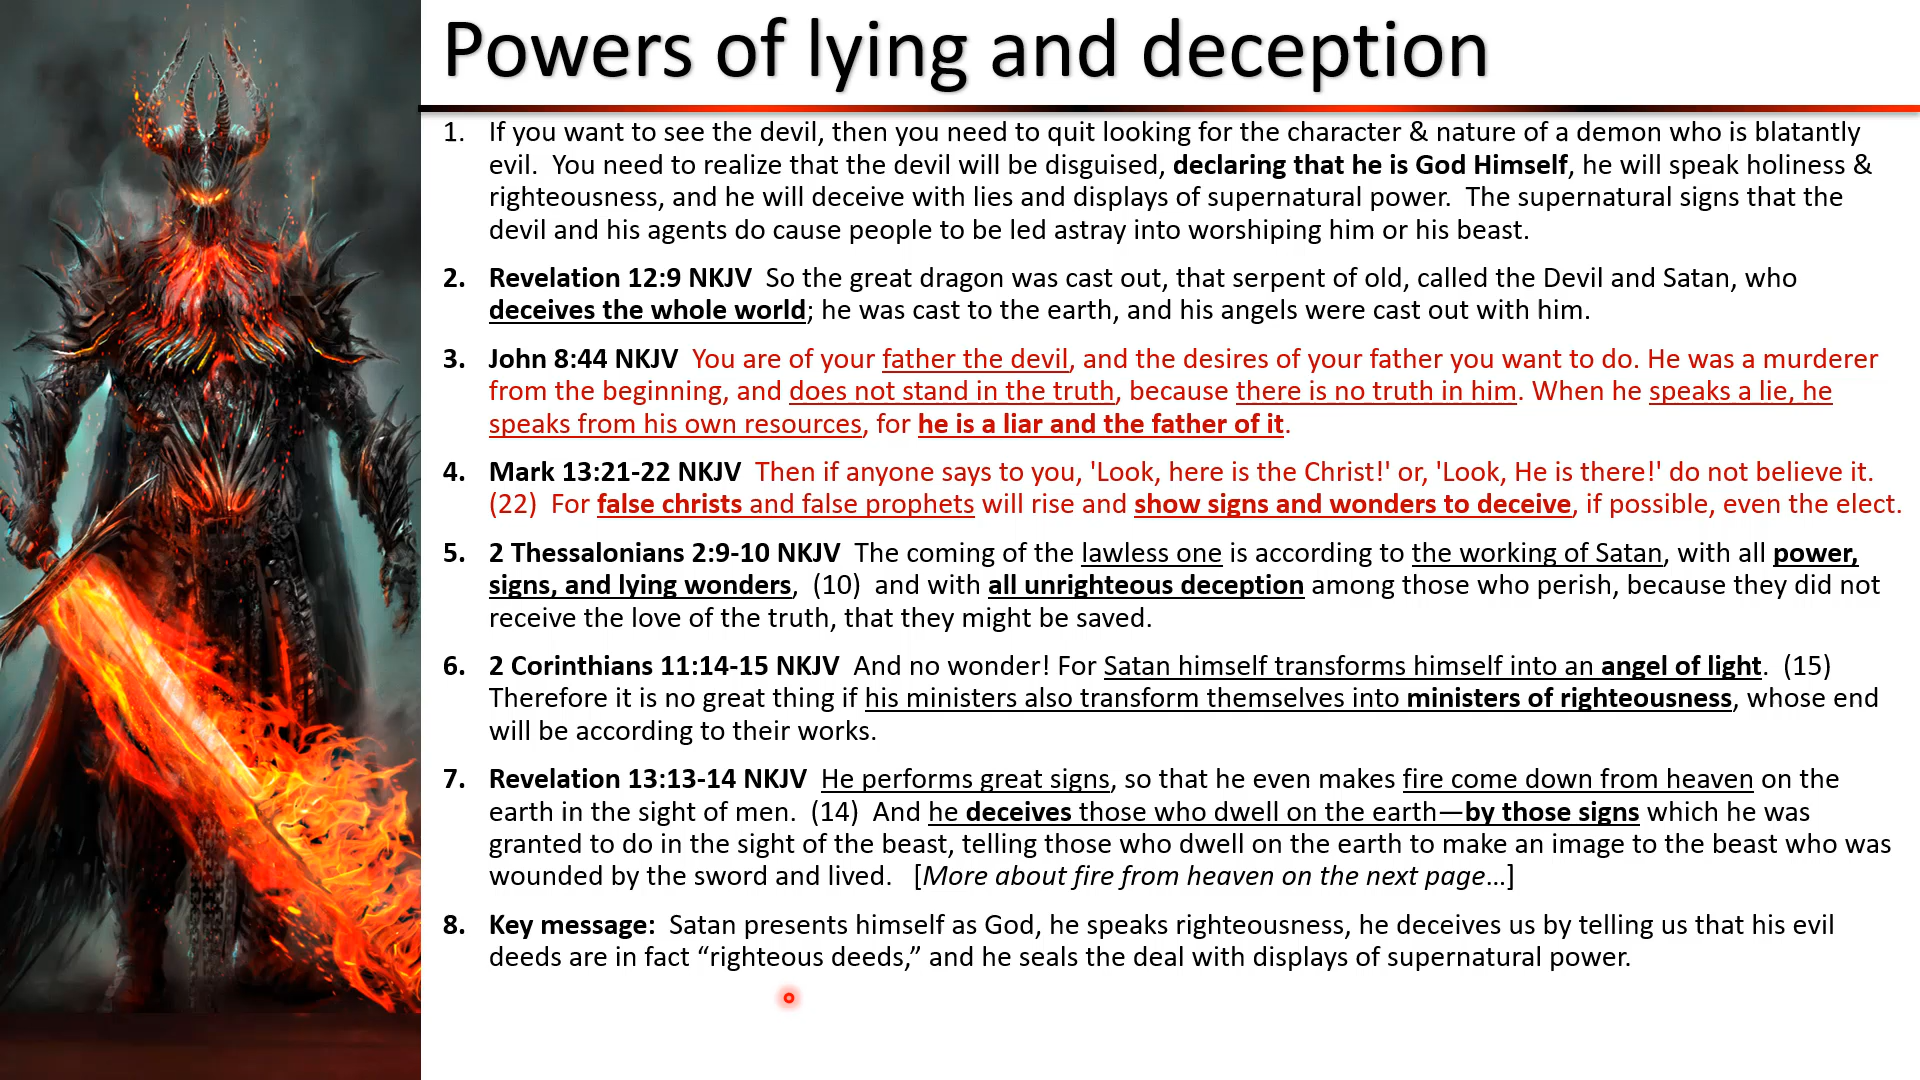 Powers of lying and deception
1. If you want to see the devil, then you need to quit looking for the character & nature of a demon who is blatantly
evil.  You need to realize that the devil will be disguised, declaring that he is God Himself, he will speak holiness &
righteousness, and he will deceive with lies and displays of supernatural power.  The supernatural signs that the
devil and his agents do cause people to be led astray into worshiping him or his beast.
2. Revelation 12:9 NKJV  So the great dragon was cast out, that serpent of old, called the Devil and Satan, who
deceives the whole world; he was cast to the earth, and his angels were cast out with him.
3. John 8:44 NKJV  You are of your father the devil, and the desires of your father you want to do. He was a murderer
from the beginning, and does not stand in the truth, because there is no truth in him. When he speaks a lie, he
speaks from his own resources, for he is a liar and the father of it.
4. Mark 13:21-22 NKJV  Then if anyone says to you, 'Look, here is the Christ!' or, 'Look, He is there!' do not believe it.
(22)  For false christs and false prophets will rise and show signs and wonders to deceive, if possible, even the elect.
5. 2 Thessalonians 2:9-10 NKJV  The coming of the lawless one is according to the working of Satan, with all power,
signs, and lying wonders,  (10)  and with all unrighteous deception among those who perish, because they did not
receive the love of the truth, that they might be saved.
6. 2 Corinthians 11:14-15 NKJV  And no wonder! For Satan himself transforms himself into an angel of light.  (15)
Therefore it is no great thing if his ministers also transform themselves into ministers of righteousness, whose end
will be according to their works.
7. Revelation 13:13-14 NKJV  He performs great signs, so that he even makes fire come down from heaven on the
earth in the sight of men.  (14)  And he deceives those who dwell on the earth—by those signs which he was
granted to do in the sight of the beast, telling those who dwell on the earth to make an image to the beast who was
wounded by the sword and lived.   [More about fire from heaven on the next page…]
8. Key message:  Satan presents himself as God, he speaks righteousness, he deceives us by telling us that his evil
deeds are in fact “righteous deeds,” and he seals the deal with displays of supernatural power.